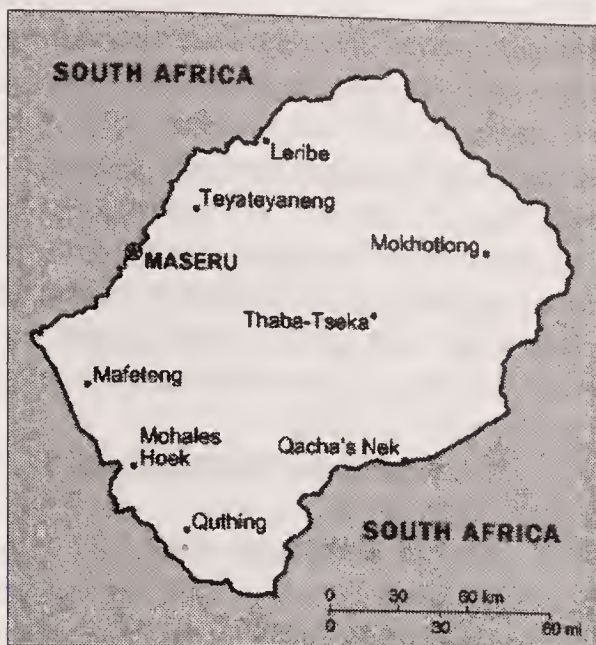 SOUTH AFRICA
Leribe
Teyateyaneng
Mokhotlong
MASERU
Thaba-Tseka
Mafeteng
Mohales
Hoek
Qacha's Nek
Quthing
SOUTH AFRICA
0 30 60 km
0 30 60 mi